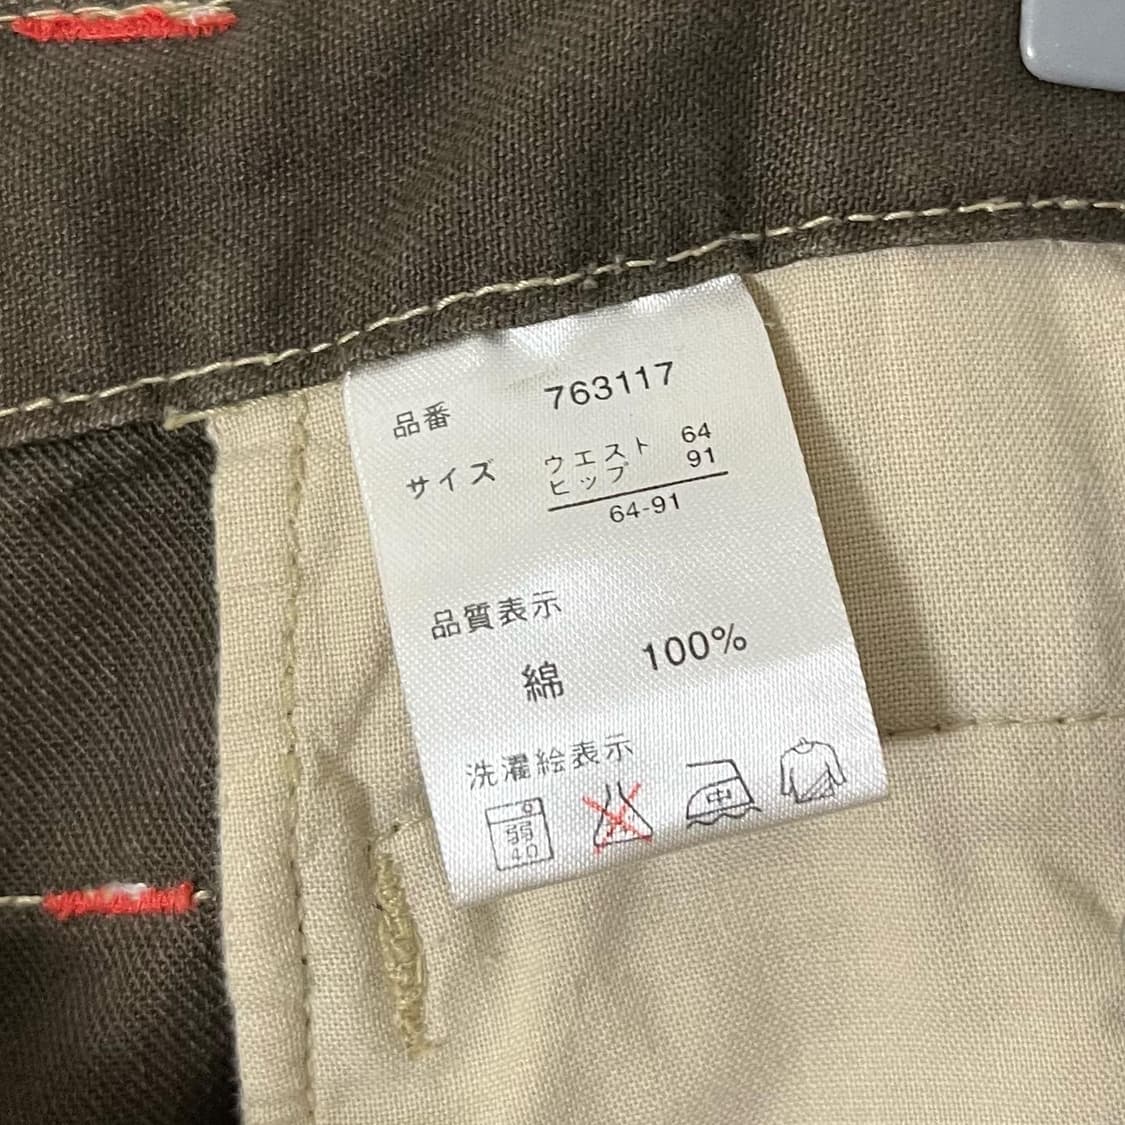 品番 763117
サイズ ウエスト 64
ヒップ 91
64-91
品質表示
綿 100%
洗濯絵表示
弱 中
40